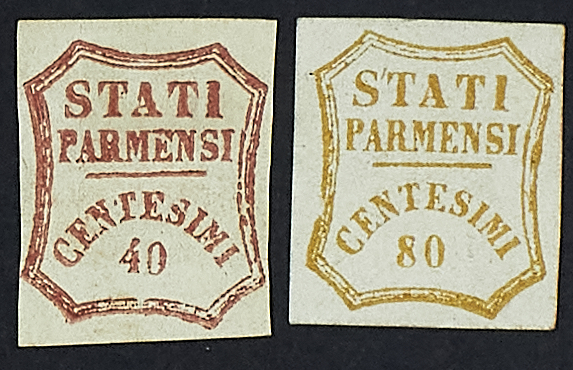 STATI
PARMENSI
CENTESIMI
40
STATI
PARMENSI
CENTESIMI
80